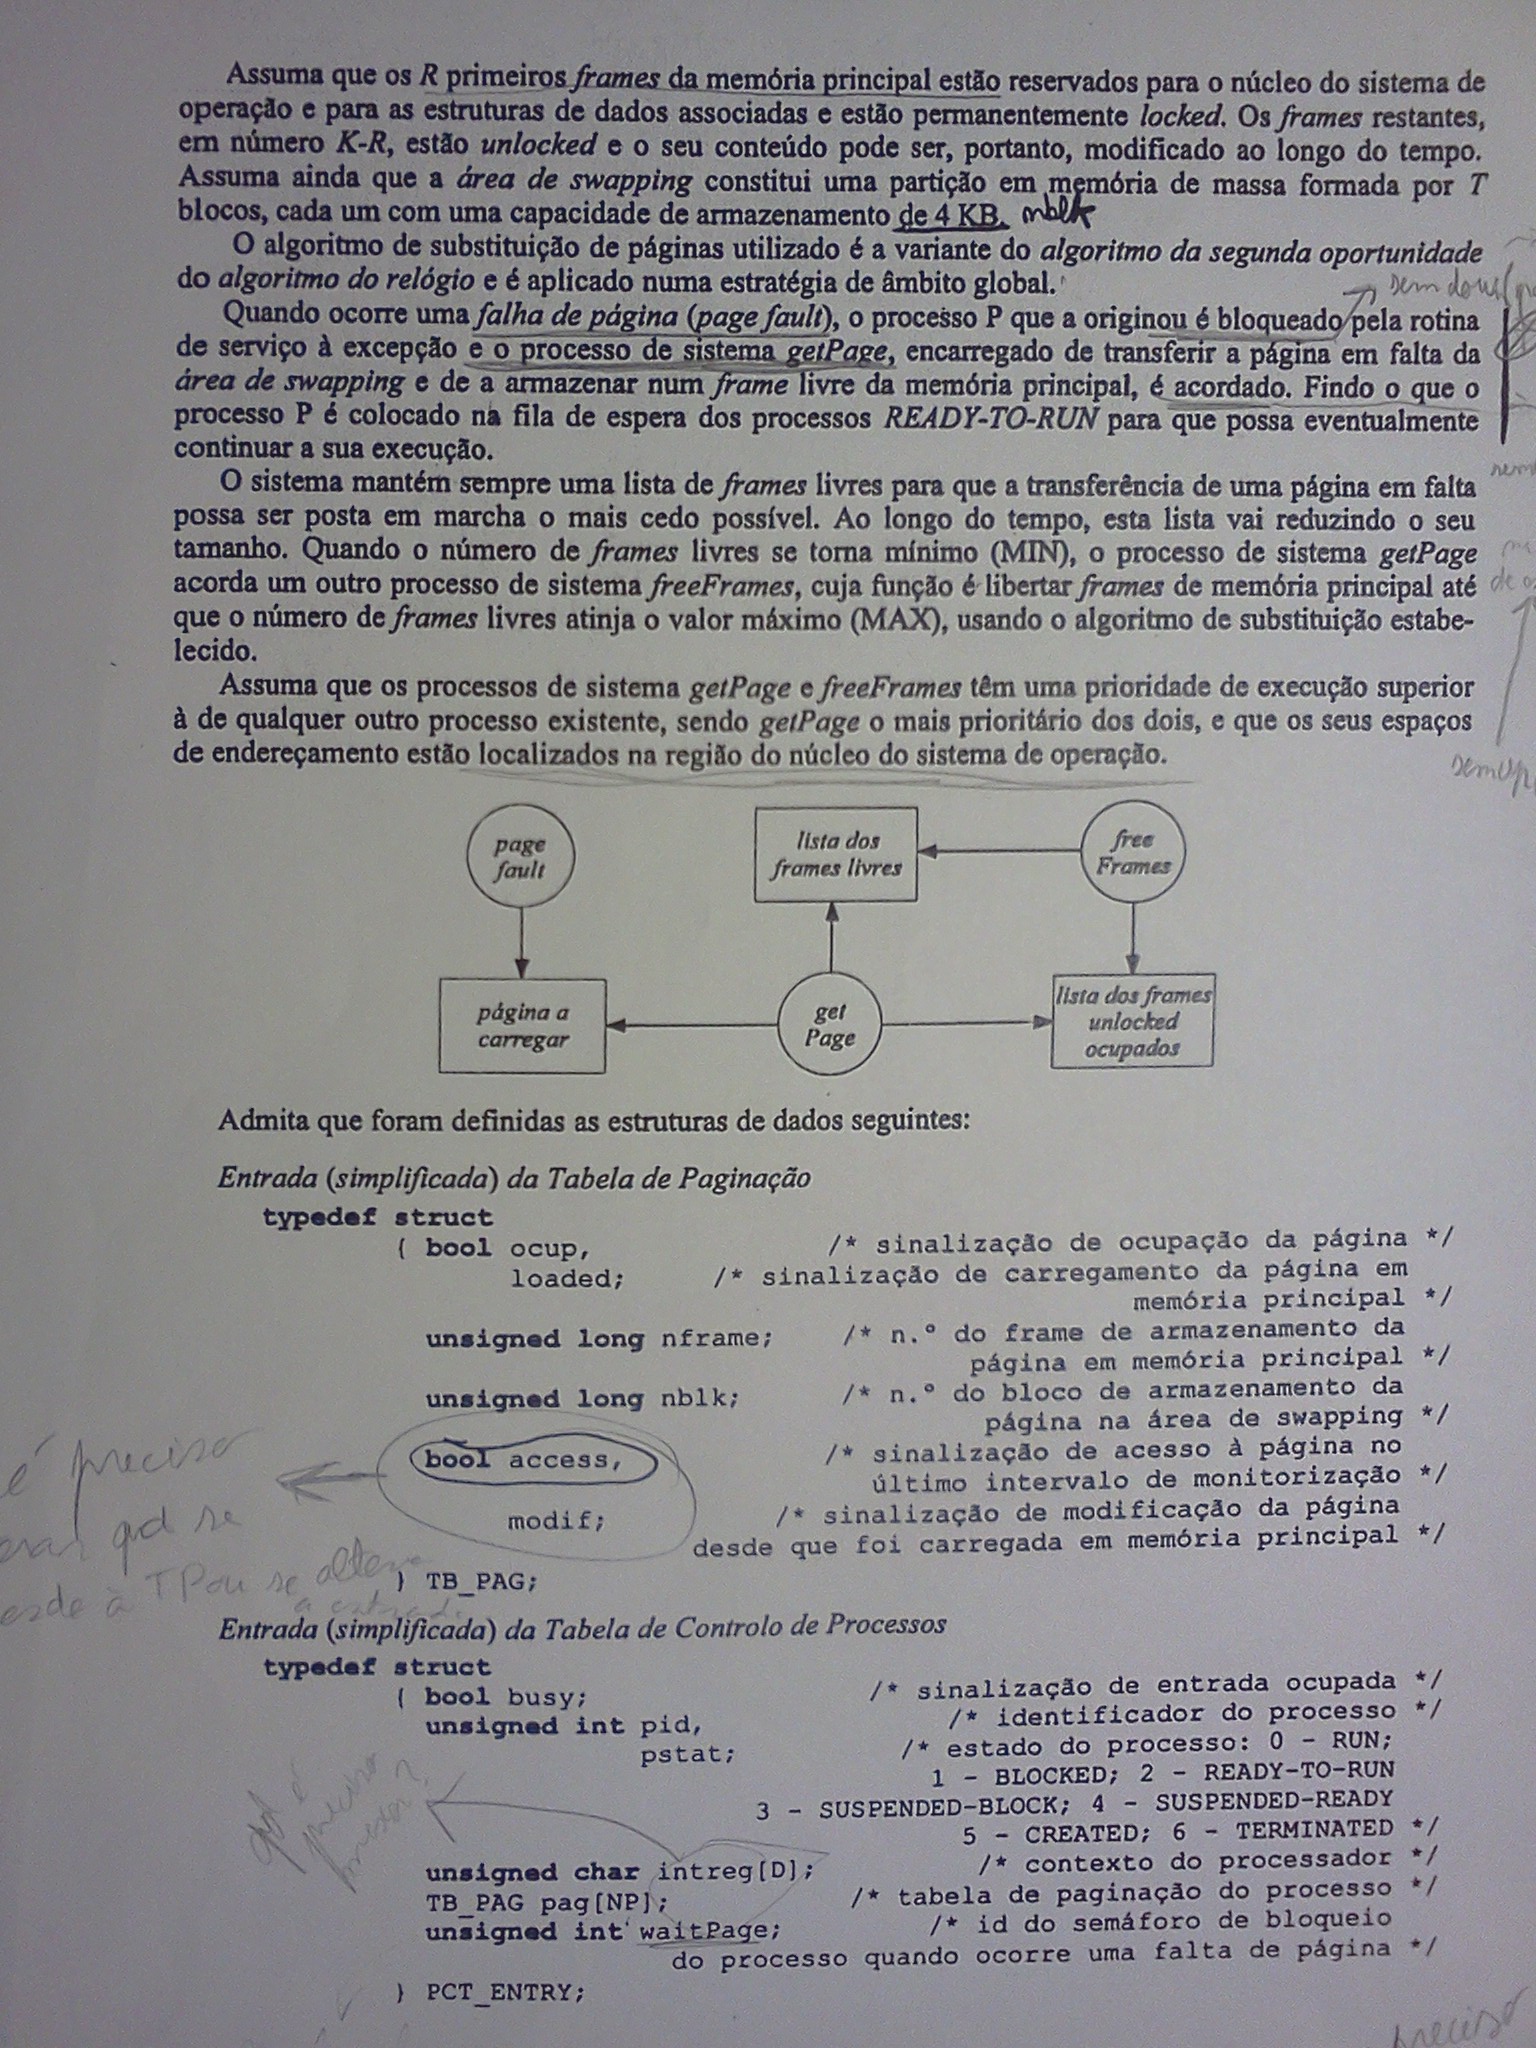 Assuma que os R primeiros frames da memória principal estão reservados para o núcleo do sistema de
operação e para as estruturas de dados associadas e estão permanentemente locked. Os frames restantes,
em número K-R, estão unlocked e o seu conteúdo pode ser, portanto, modificado ao longo do tempo.
Assuma ainda que a área de swapping constitui uma partição em memória de massa formada por T
blocos, cada um com uma capacidade de armazenamento de 4 KB. nblk
O algoritmo de substituição de páginas utilizado é a variante do algoritmo da segunda oportunidade
do algoritmo do relógio e é aplicado numa estratégia de âmbito global.
Quando ocorre uma falha de página (page fault), o processo P que a originou é bloqueado pela rotina
de serviço à excepção e o processo de sistema getPage, encarregado de transferir a página em falta da
área de swapping e de a armazenar num frame livre da memória principal, é acordado. Findo o que o
processo P é colocado na fila de espera dos processos READY-TO-RUN para que possa eventualmente
continuar a sua execução.
O sistema mantém sempre uma lista de frames livres para que a transferência de uma página em falta
possa ser posta em marcha o mais cedo possível. Ao longo do tempo, esta lista vai reduzindo o seu
tamanho. Quando o número de frames livres se torna mínimo (MIN), o processo de sistema getPage
acorda um outro processo de sistema freeFrames, cuja função é libertar frames de memória principal até
que o número de frames livres atinja o valor máximo (MAX), usando o algoritmo de substituição estabe-
lecido.
Assuma que os processos de sistema getPage e freeFrames têm uma prioridade de execução superior
à de qualquer outro processo existente, sendo getPage o mais prioritário dos dois, e que os seus espaços
de endereçamento estão localizados na região do núcleo do sistema de operação.
page
fault
lista dos
frames livres
free
Frames
página a
carregar
get
Page
lista dos frames
unlocked
ocupados
Admita que foram definidas as estruturas de dados seguintes:
Entrada (simplificada) da Tabela de Paginação
typedef struct
{ bool ocup, /* sinalização de ocupação da página */
loaded; /* sinalização de carregamento da página em
memória principal */
unsigned long nframe; /* n.º do frame de armazenamento da
página em memória principal */
unsigned long nblk; /* n.º do bloco de armazenamento da
página na área de swapping */
bool access, /* sinalização de acesso à página no
último intervalo de monitorização */
é preciso
modif; /* sinalização de modificação da página
desde que foi carregada em memória principal */
} TB_PAG;
Entrada (simplificada) da Tabela de Controlo de Processos
typedef struct
{ bool busy; /* sinalização de entrada ocupada */
unsigned int pid, /* identificador do processo */
pstat; /* estado do processo: 0 - RUN;
1 - BLOCKED; 2 - READY-TO-RUN
3 - SUSPENDED-BLOCK; 4 - SUSPENDED-READY
5 - CREATED; 6 - TERMINATED */
unsigned char intreg[D]; /* contexto do processador */
TB_PAG pag[NP]; /* tabela de paginação do processo */
unsigned int waitPage; /* id do semáforo de bloqueio
do processo quando ocorre uma falta de página */
} PCT_ENTRY;